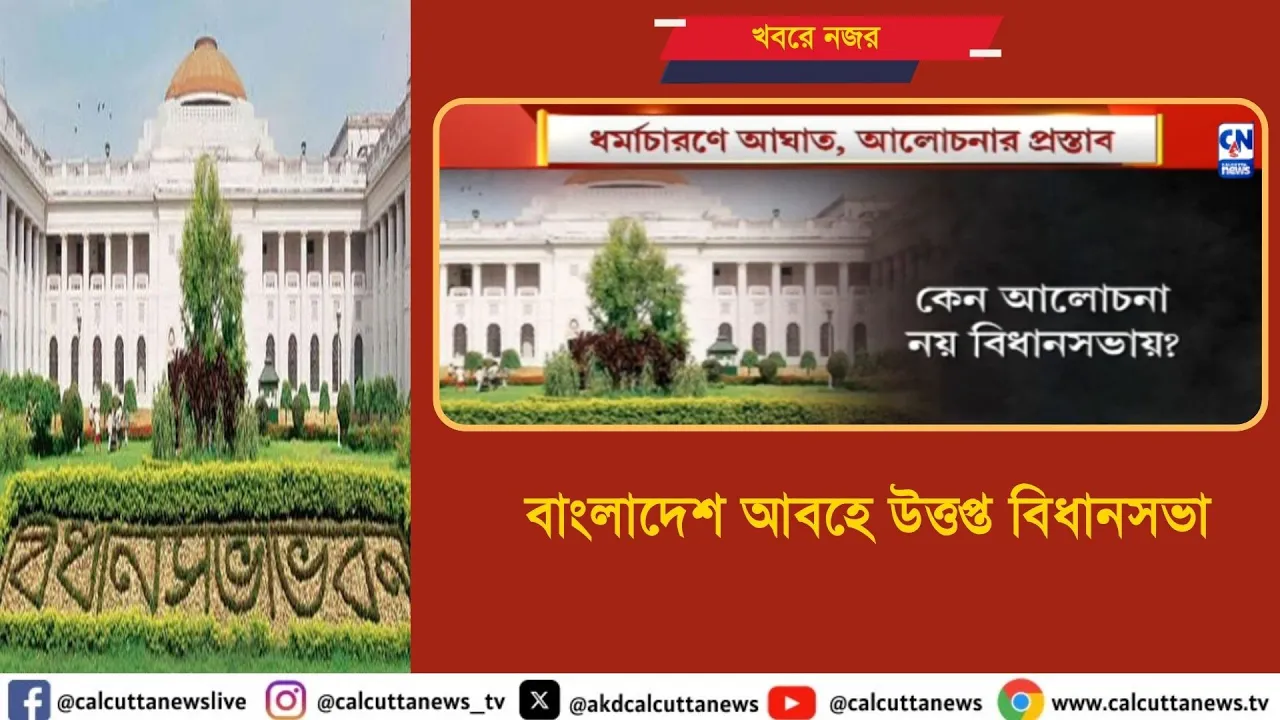 খবরে নজর
ধর্মাচারণে আঘাত, আলোচনার প্রস্তাব
CN
CALCUTTA
news
কেন আলোচনা
নয় বিধানসভায়?
বাংলাদেশ আবহে উত্তপ্ত বিধানসভা
বিধানসভা ভবন
@calcuttanewslive
@calcuttanews_tv
@akdcalcuttanews
@calcuttanews
www.calcuttanews.tv